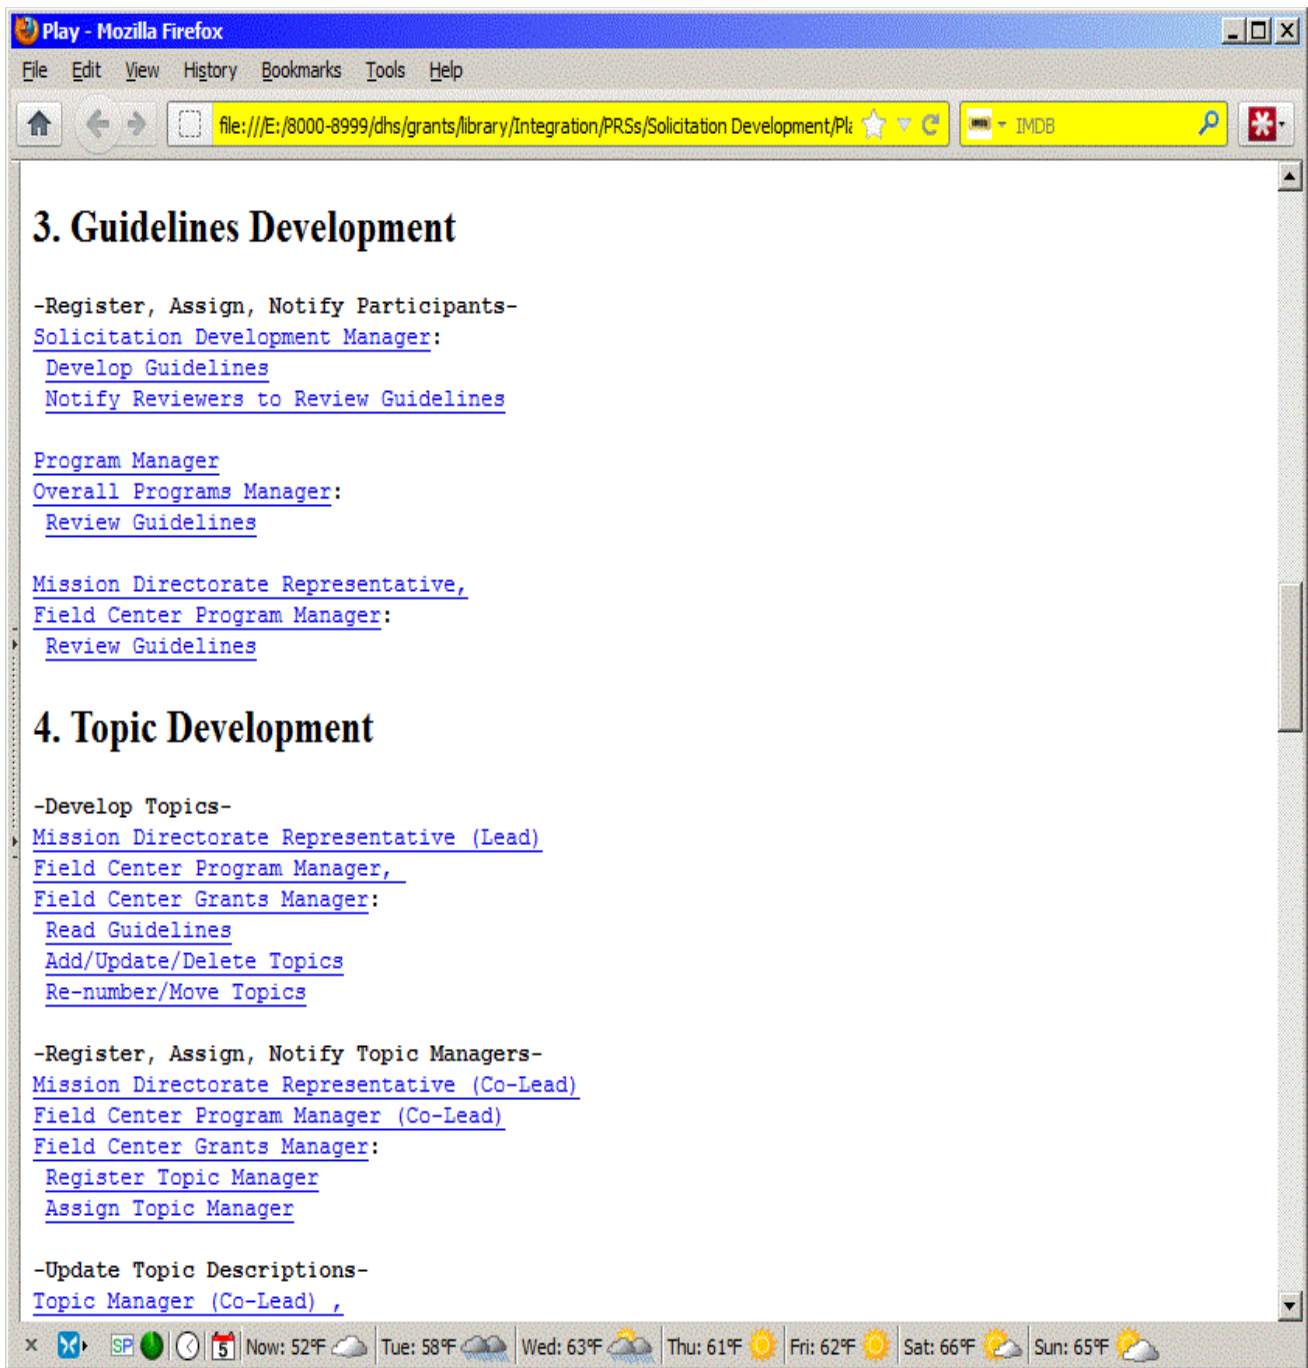 Play - Mozilla Firefox
File Edit View History Bookmarks Tools Help
file:///E:/8000-8999/dhs/grants/library/Integration/PRSs/Solicitation Development/Pla IMDB
3. Guidelines Development
-Register, Assign, Notify Participants-
Solicitation Development Manager:
Develop Guidelines
Notify Reviewers to Review Guidelines
Program Manager
Overall Programs Manager:
Review Guidelines
Mission Directorate Representative,
Field Center Program Manager:
Review Guidelines
4. Topic Development
-Develop Topics-
Mission Directorate Representative (Lead)
Field Center Program Manager,
Field Center Grants Manager:
Read Guidelines
Add/Update/Delete Topics
Re-number/Move Topics
-Register, Assign, Notify Topic Managers-
Mission Directorate Representative (Co-Lead)
Field Center Program Manager (Co-Lead)
Field Center Grants Manager:
Register Topic Manager
Assign Topic Manager
-Update Topic Descriptions-
Topic Manager (Co-Lead) ,
SP 5 Now: 52°F Tue: 58°F Wed: 63°F Thu: 61°F Fri: 62°F Sat: 66°F Sun: 65°F